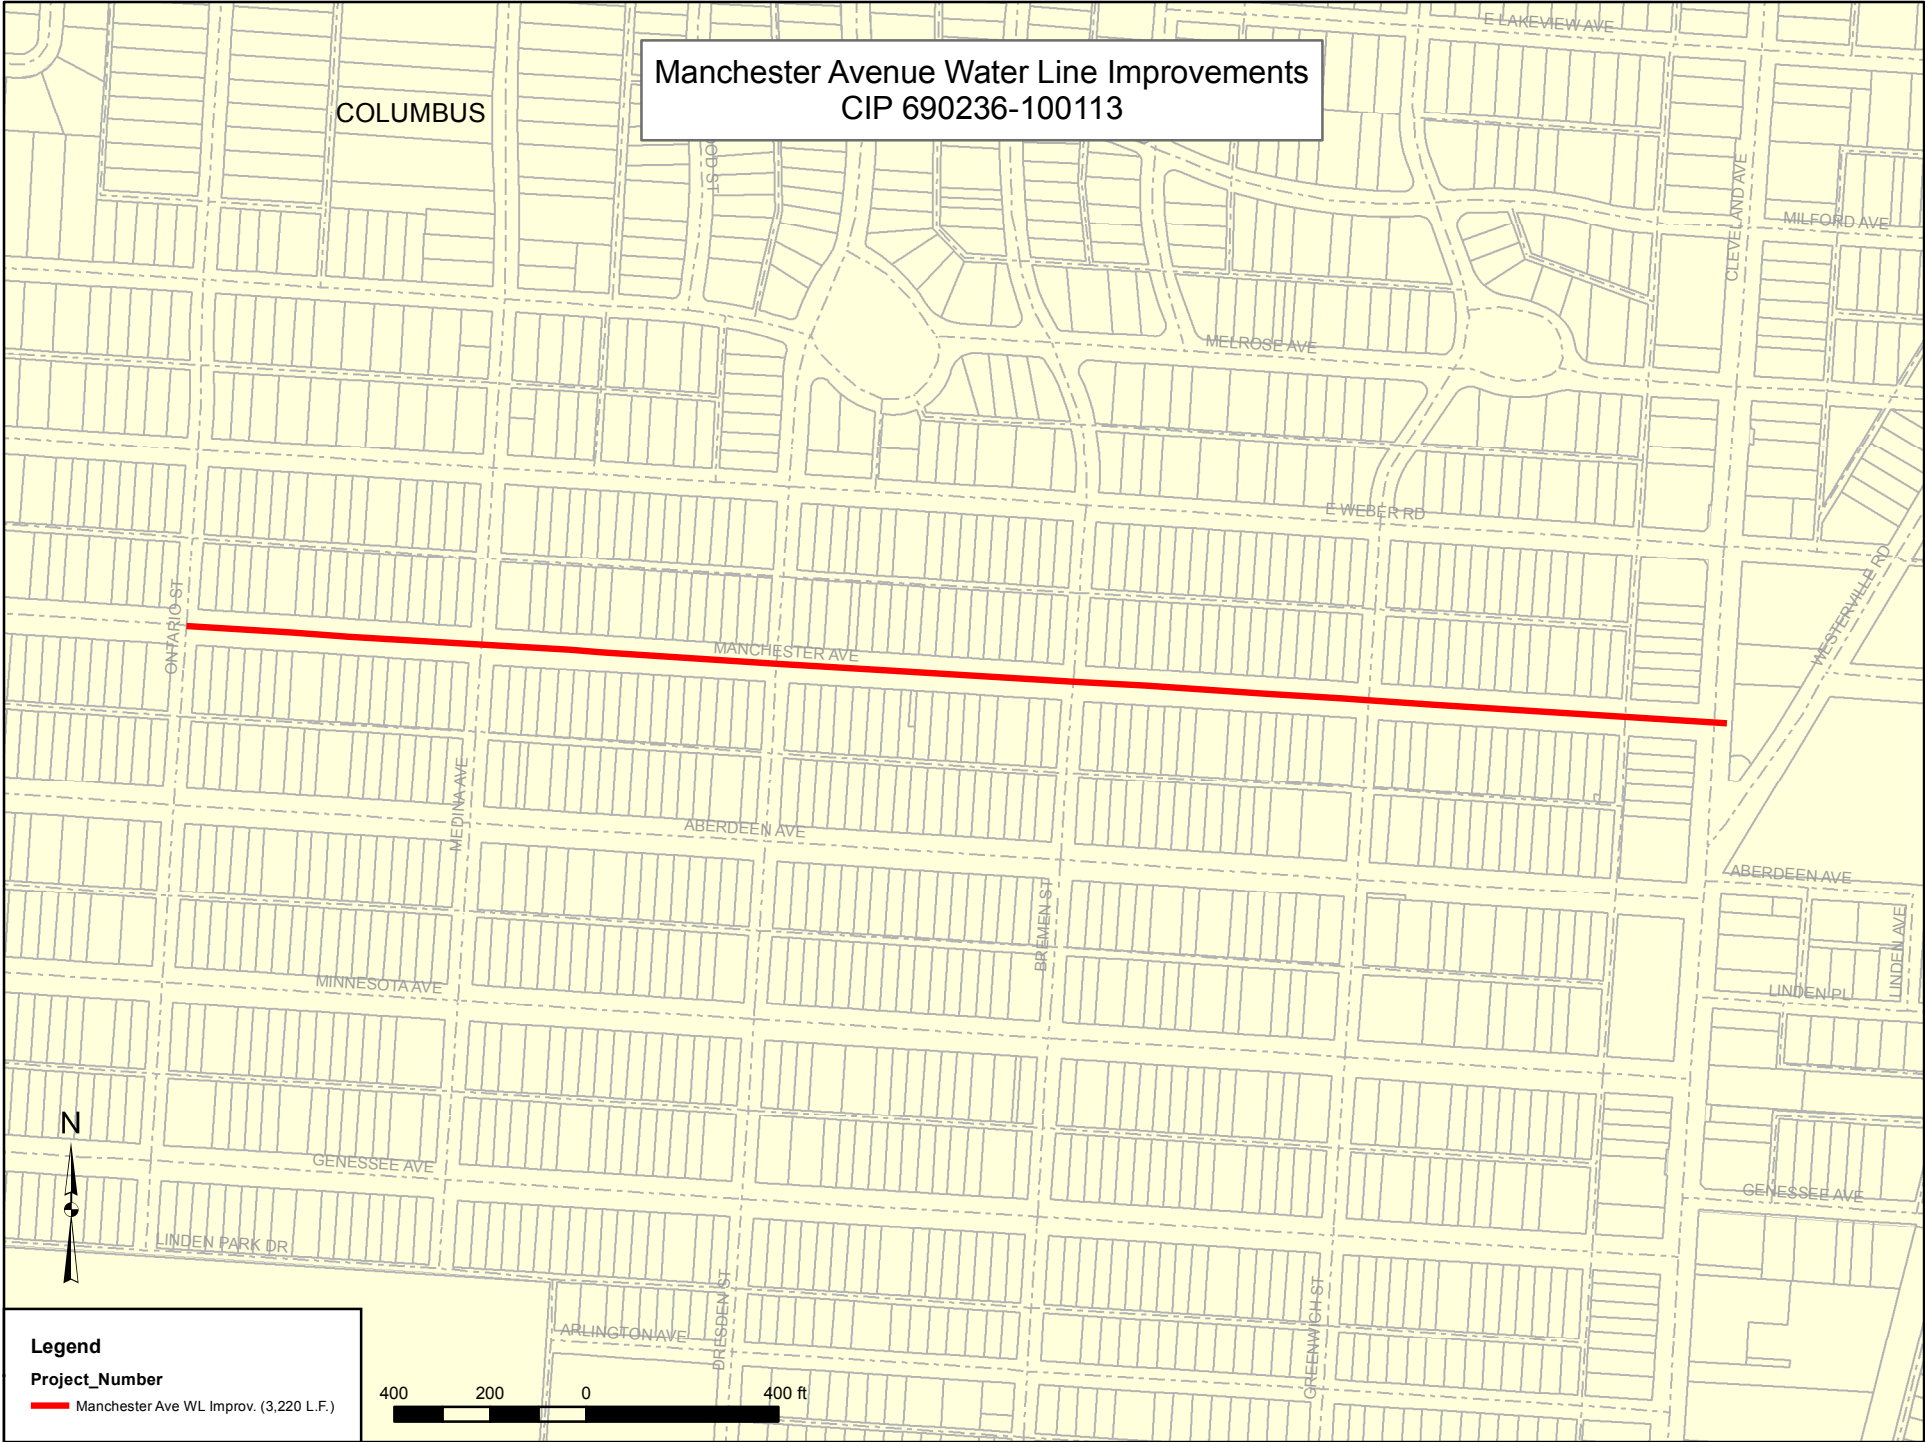 E LAKEVIEW AVE
Manchester Avenue Water Line Improvements
CIP 690236-100113
COLUMBUS
CLEVELAND AVE
MILFORD AVE
MELROSE AVE
E WEBER RD
WESTERVILLE RD
ONTARIO ST
MANCHESTER AVE
MEDINA AVE
ABERDEEN AVE
ABERDEEN AVE
BREMEN ST
LINDEN AVE
MINNESOTA AVE
LINDEN PL
N
GENESSEE AVE
GENESSEE AVE
LINDEN PARK DR
DRESDEN ST
GREENWICH ST
ARLINGTON AVE
Legend
Project_Number
Manchester Ave WL Improv. (3,220 L.F.)
400 200 0 400 ft